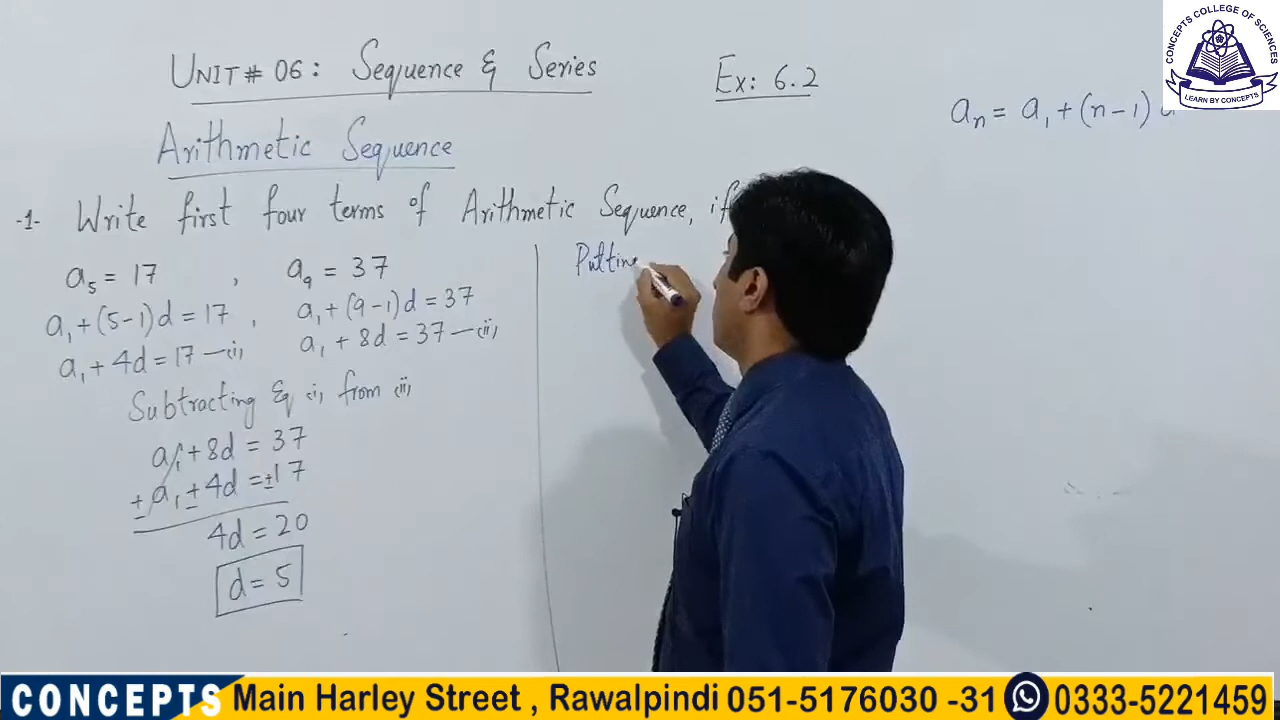 CONCEPTS COLLEGE OF SCIENCES
LEARN BY CONCEPTS
UNIT# 06: Sequence & Series
Ex: 6.2
aₙ = a₁ + (n-1) d
Arithmetic Sequence
-1- Write first four terms of Arithmetic Sequence, if
a₅ = 17 , a₉ = 37
a₁ + (5-1)d = 17 , a₁ + (9-1)d = 37
a₁ + 4d = 17 —(i) a₁ + 8d = 37 —(ii)
Subtracting Eq (i) from (ii)
a₁ + 8d = 37
± a₁ ± 4d = ±17
4d = 20
d = 5
Putting
CONCEPTS Main Harley Street , Rawalpindi 051-5176030 -31 0333-5221459